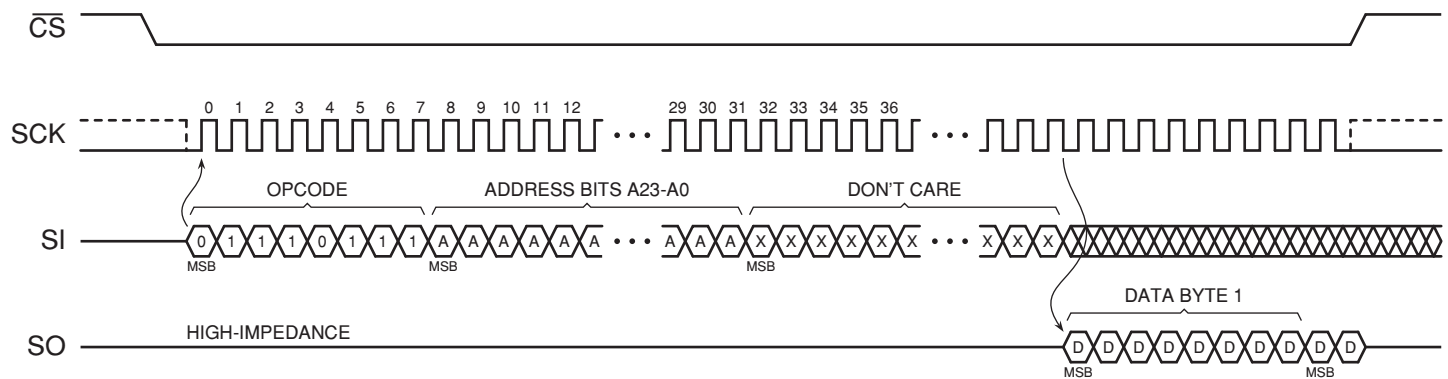 CS
0 1 2 3 4 5 6 7 8 9 10 11 12 29 30 31 32 33 34 35 36
SCK
OPCODE ADDRESS BITS A23-A0 DON'T CARE
SI 0 1 1 1 0 1 1 1 A A A A A A • • • A A A X X X X X X • • • X X X
MSB MSB MSB
DATA BYTE 1
HIGH-IMPEDANCE
SO D D D D D D D D D D
MSB MSB